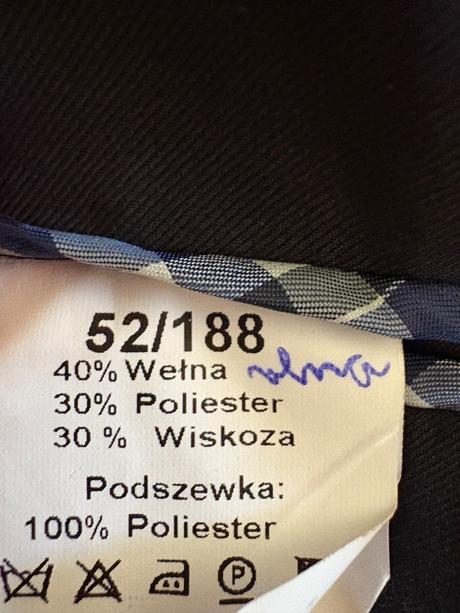 52/188
40% Wełna
30% Poliester
30 % Wiskoza
Podszewka:
100% Poliester
P